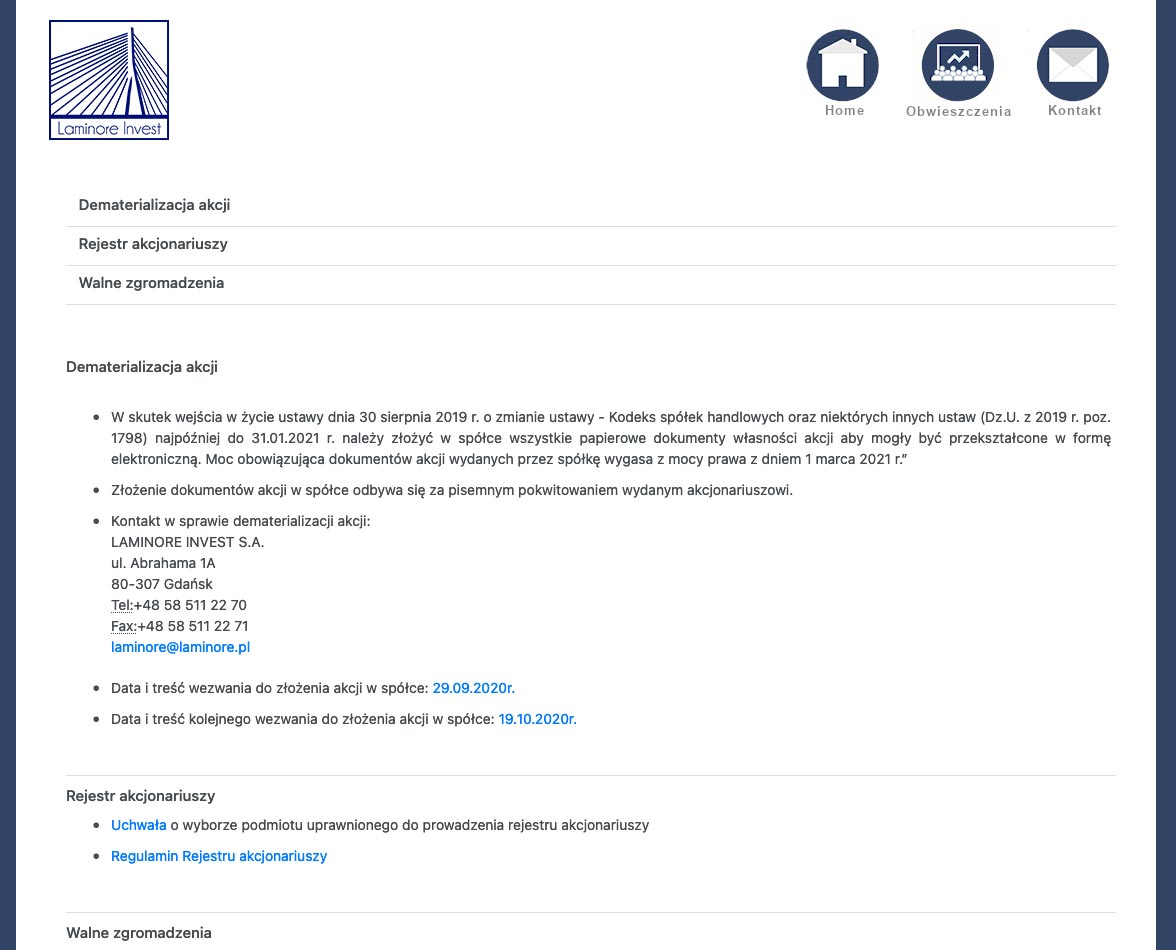 Laminore Invest
Home
Obwieszczenia
Kontakt
Dematerializacja akcji
Rejestr akcjonariuszy
Walne zgromadzenia
Dematerializacja akcji
W skutek wejścia w życie ustawy dnia 30 sierpnia 2019 r. o zmianie ustawy - Kodeks spółek handlowych oraz niektórych innych ustaw (Dz.U. z 2019 r. poz.
1798) najpóźniej do 31.01.2021 r. należy złożyć w spółce wszystkie papierowe dokumenty własności akcji aby mogły być przekształcone w formę
elektroniczną. Moc obowiązująca dokumentów akcji wydanych przez spółkę wygasa z mocy prawa z dniem 1 marca 2021 r.”
Złożenie dokumentów akcji w spółce odbywa się za pisemnym pokwitowaniem wydanym akcjonariuszowi.
Kontakt w sprawie dematerializacji akcji:
LAMINORE INVEST S.A.
ul. Abrahama 1A
80-307 Gdańsk
Tel:+48 58 511 22 70
Fax:+48 58 511 22 71
laminore@laminore.pl
Data i treść wezwania do złożenia akcji w spółce: 29.09.2020r.
Data i treść kolejnego wezwania do złożenia akcji w spółce: 19.10.2020r.
Rejestr akcjonariuszy
Uchwała o wyborze podmiotu uprawnionego do prowadzenia rejestru akcjonariuszy
Regulamin Rejestru akcjonariuszy
Walne zgromadzenia